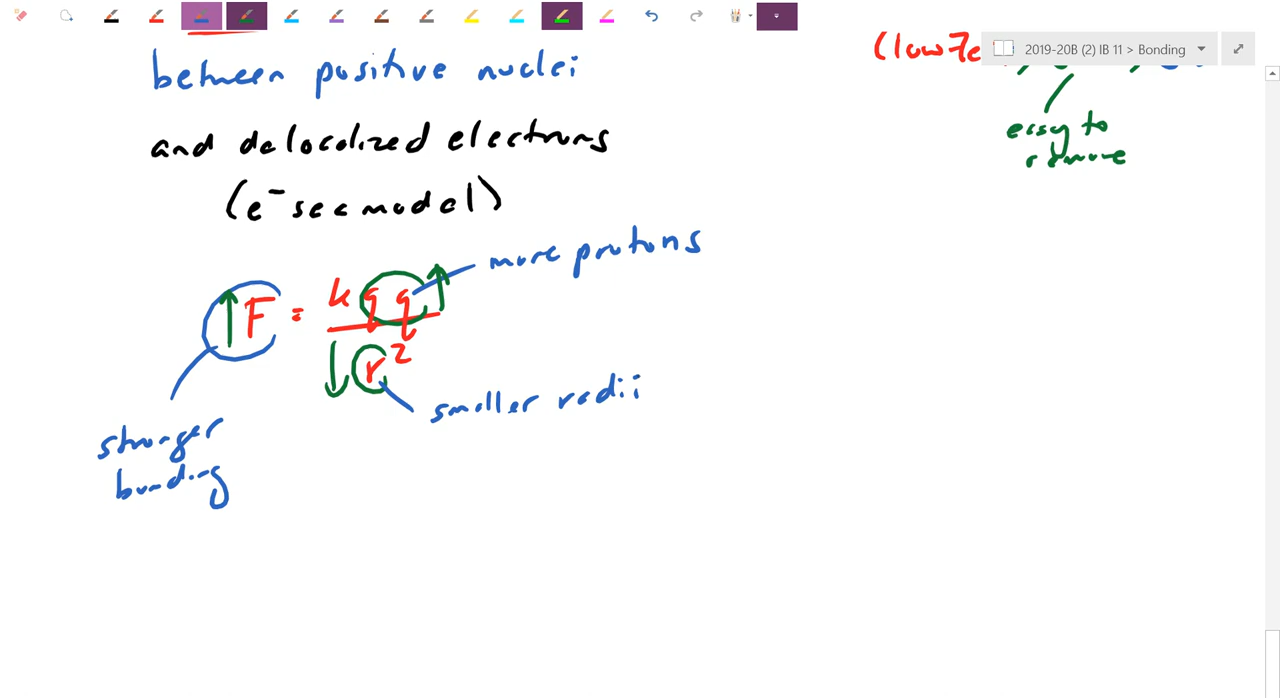 between positive nuclei
and delocalized electrons
(e⁻ sea model)
↑F = kqq↑ / ↓r²
more protons
smaller radii
stronger
bonding
(low
2019-20B (2) IB 11 > Bonding
easy to
remove